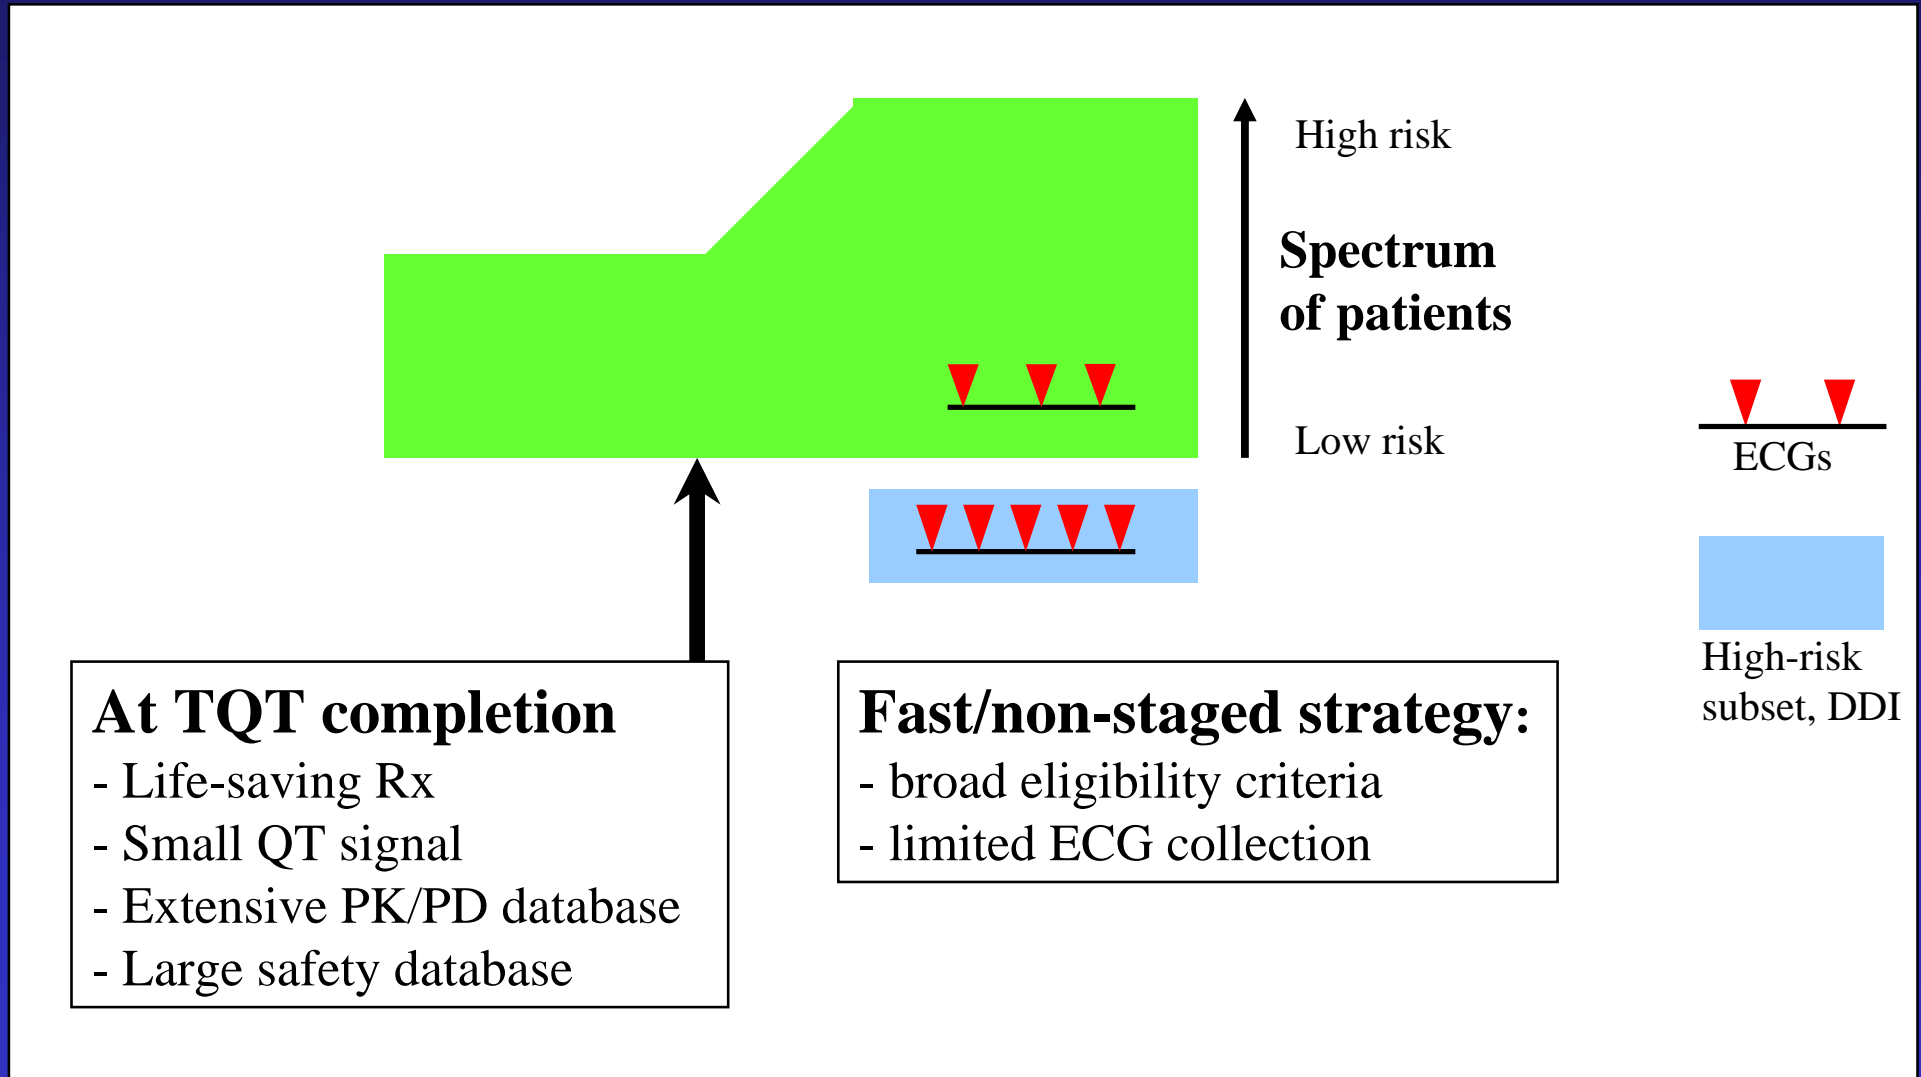 High risk
Spectrum
of patients
Low risk
ECGs
High-risk
subset, DDI
At TQT completion
- Life-saving Rx
- Small QT signal
- Extensive PK/PD database
- Large safety database
Fast/non-staged strategy:
- broad eligibility criteria
- limited ECG collection